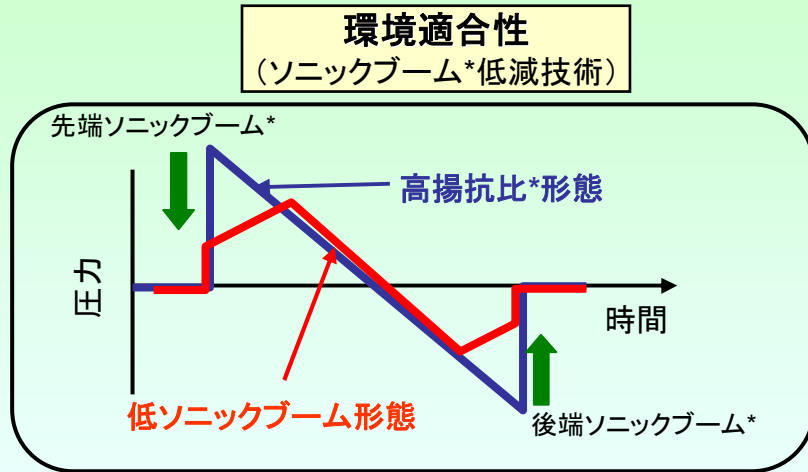 環境適合性
（ソニックブーム*低減技術）
先端ソニックブーム*
高揚抗比*形態
圧力
時間
低ソニックブーム形態
後端ソニックブーム*